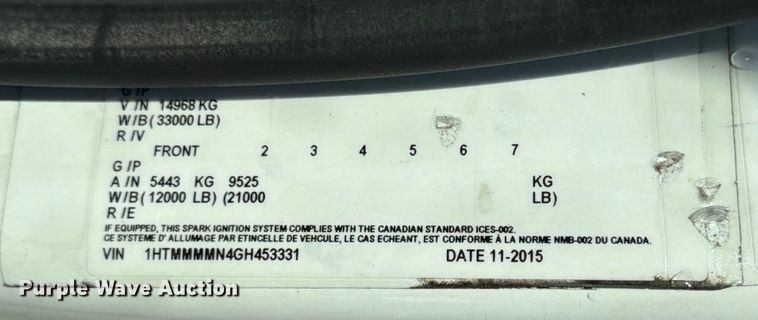 G /P
V /N 14968 KG
W/B( 33000 LB)
R /V
FRONT 2 3 4 5 6 7
G /P
A /N 5443 KG 9525 KG
W/B( 12000 LB) (21000 LB)
R /E
IF EQUIPPED, THIS SPARK IGNITION SYSTEM COMPLIES WITH THE CANADIAN STANDARD ICES-002.
CE SYSTEME D'ALLUMAGE PAR ETINCELLE DE VEHCULE, LE CAS ECHEANT, EST CONFORME À LA NORME NMB-002 DU CANADA.
VIN 1HTMMMMN4GH453331 DATE 11-2015
Purple Wave Auction